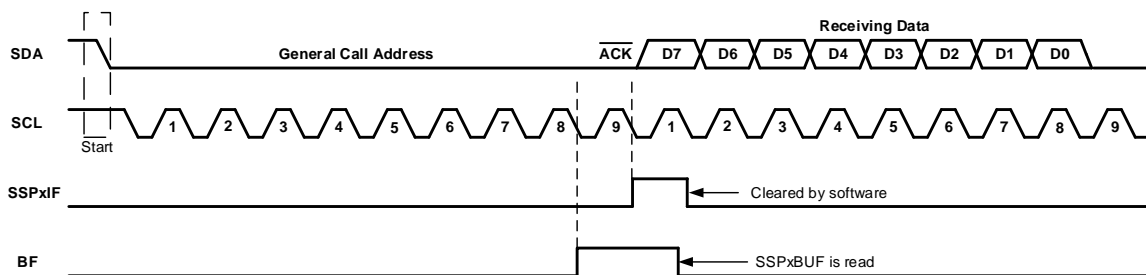 Receiving Data
SDA General Call Address ACK D7 D6 D5 D4 D3 D2 D1 D0
SCL 1 2 3 4 5 6 7 8 9 1 2 3 4 5 6 7 8 9
Start
SSPxIF Cleared by software
BF SSPxBUF is read